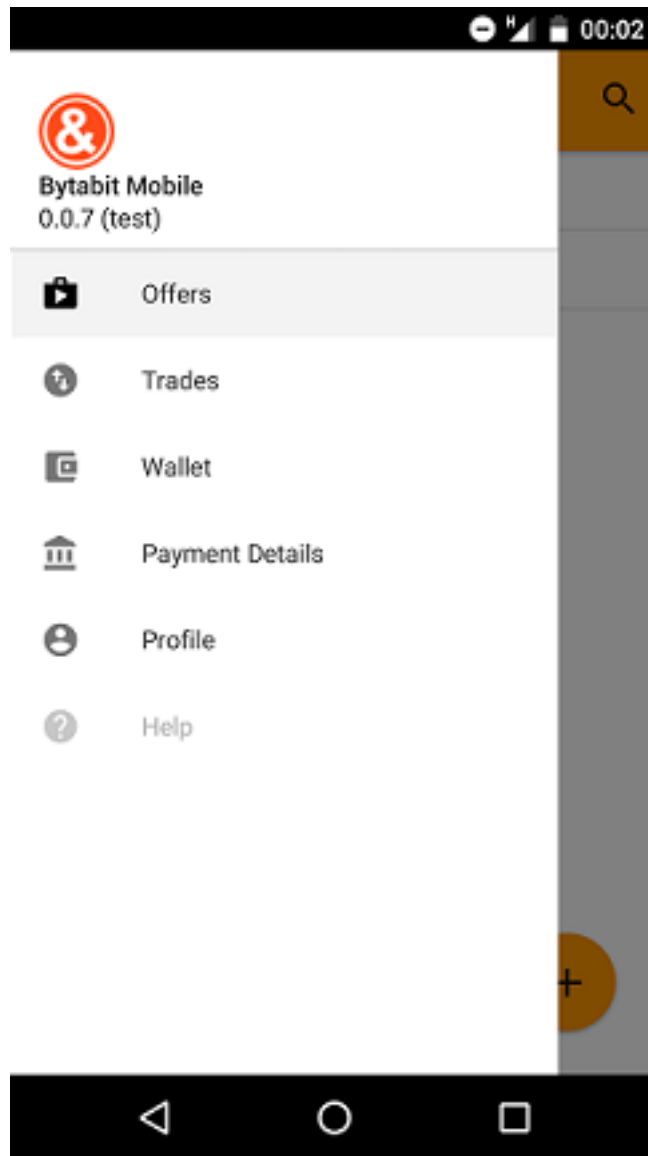 H
00:02
&
Bytabit Mobile
0.0.7 (test)
Offers
Trades
Wallet
Payment Details
Profile
? Help